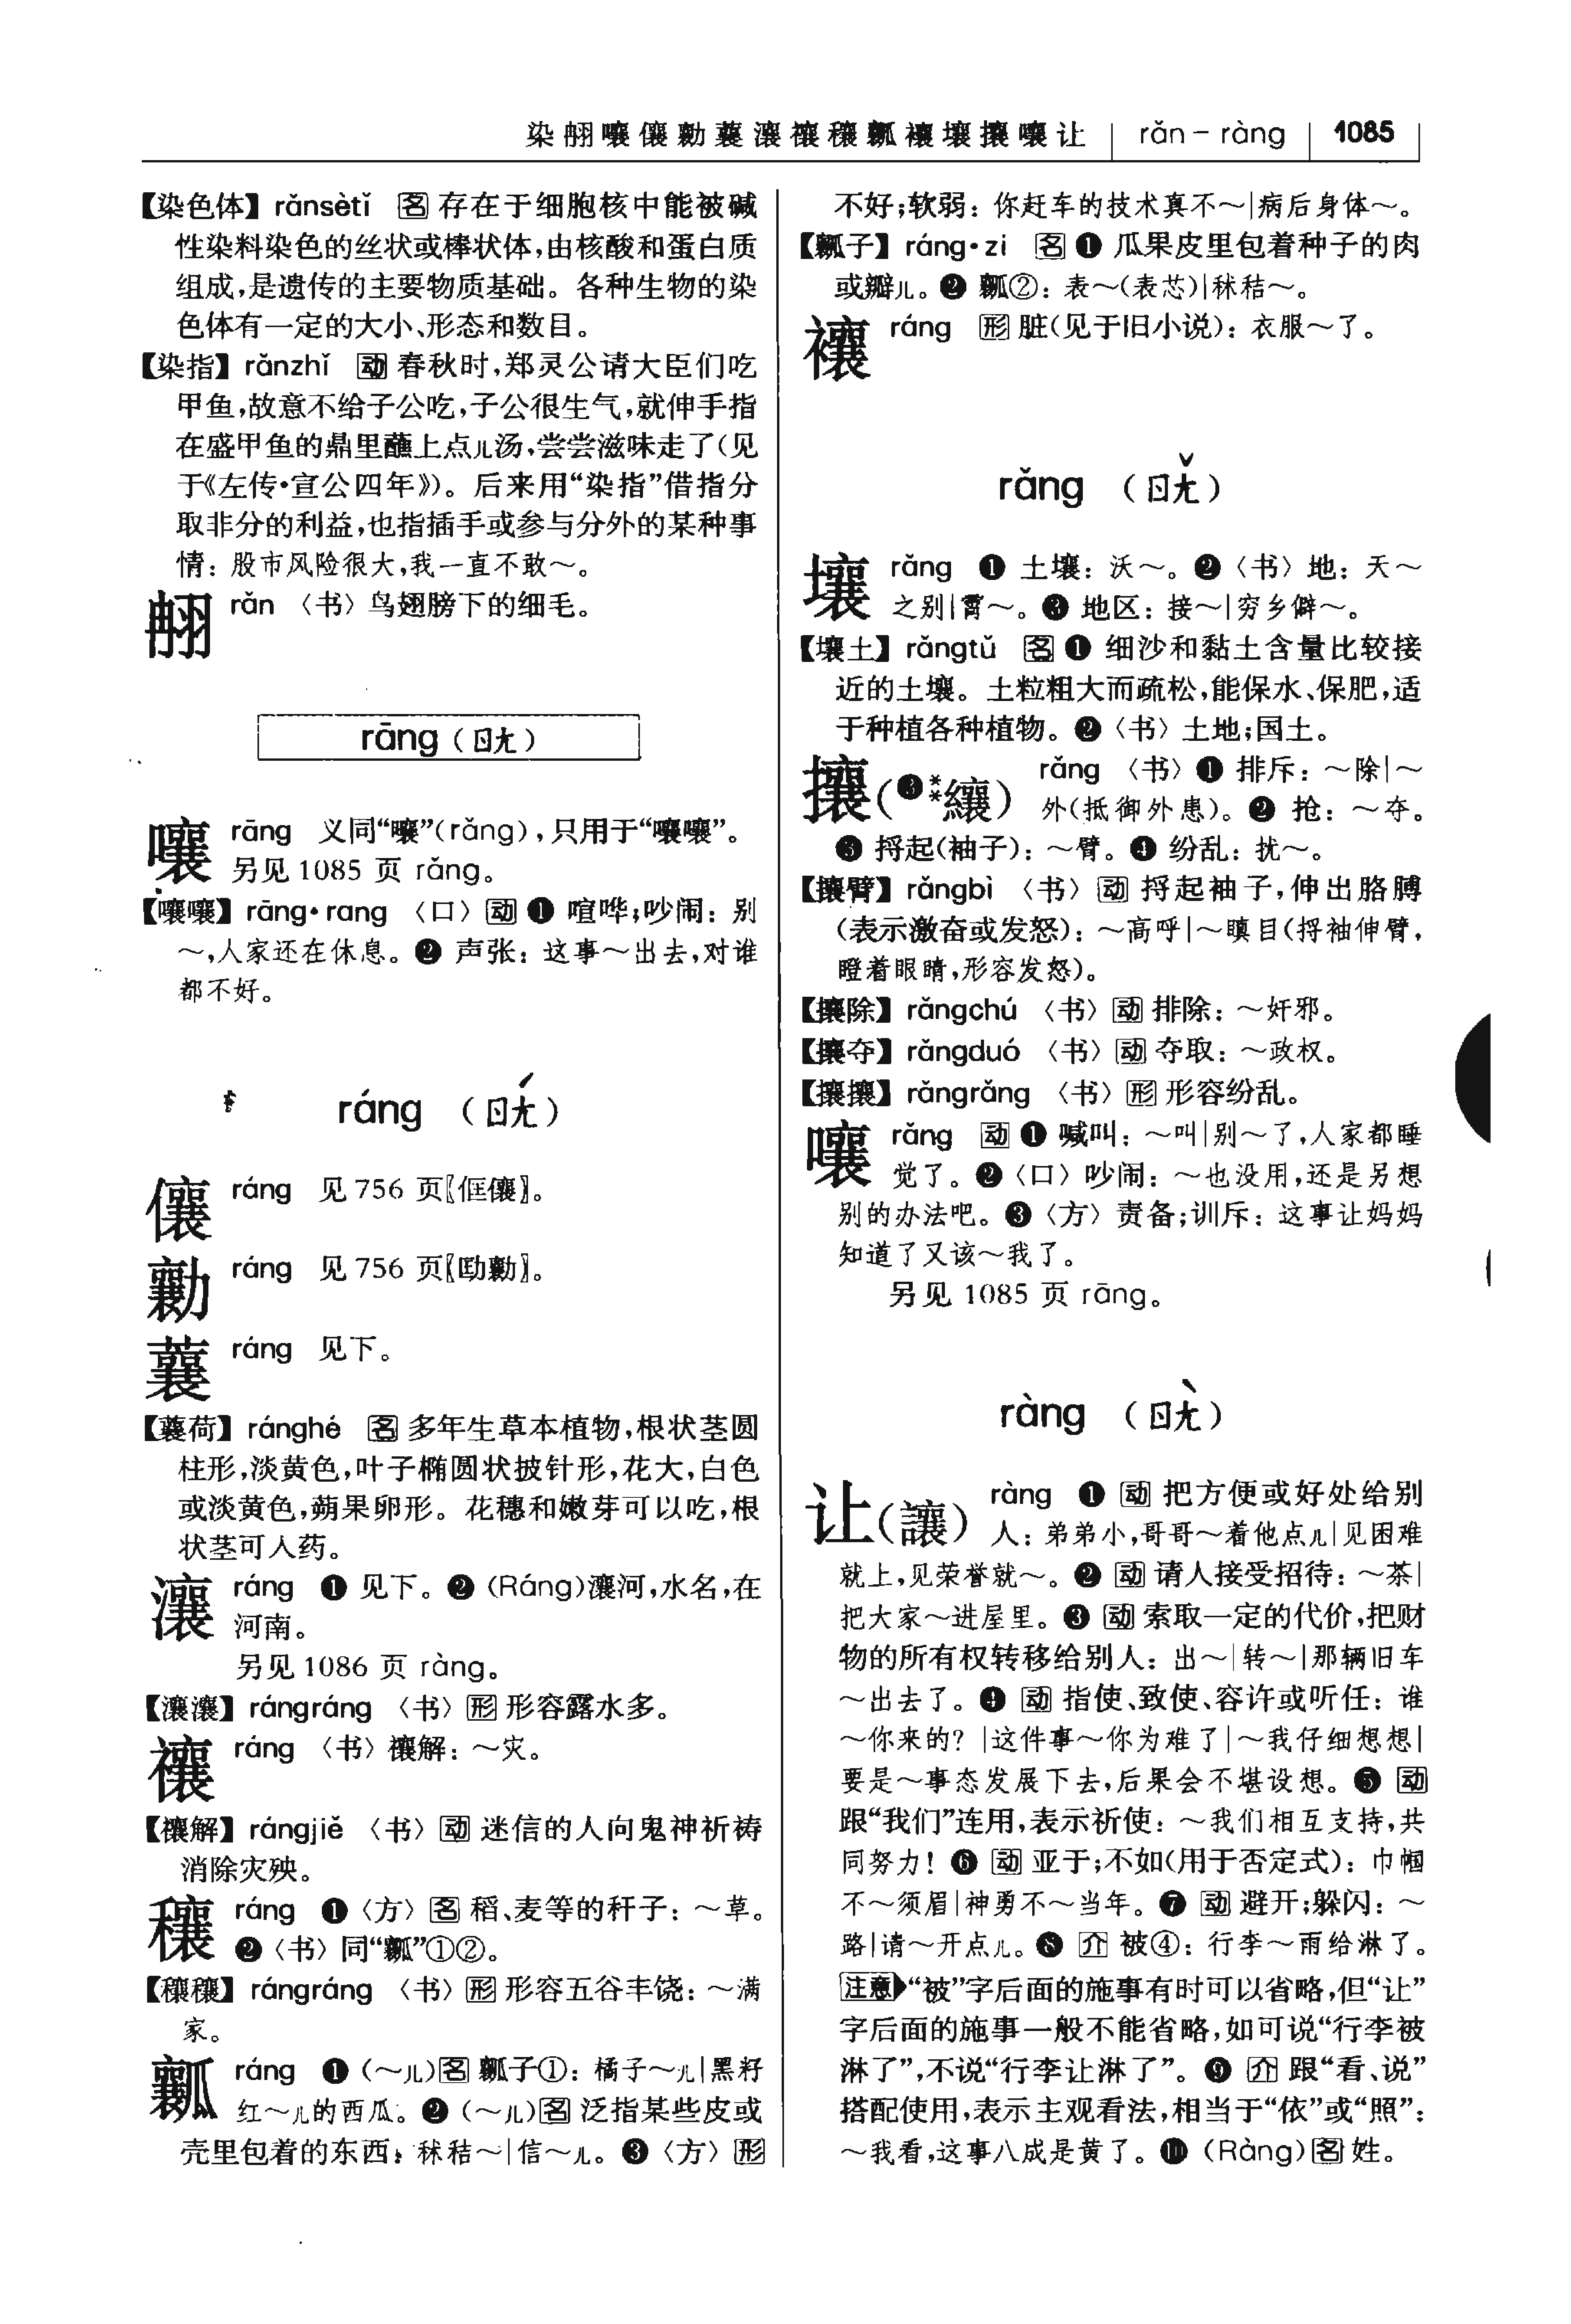 染𦐇嚷儴勷蘘瀼禳穰瓤𬡊壤攘嚷让 rǎn – ràng 1085
【染色体】rǎnsètǐ 名 存在于细胞核中能被碱
性染料染色的丝状或棒状体,由核酸和蛋白质
组成,是遗传的主要物质基础。各种生物的染
色体有一定的大小、形态和数目。
【染指】rǎnzhǐ 动 春秋时,郑灵公请大臣们吃
甲鱼,故意不给子公吃,子公很生气,就伸手指
在盛甲鱼的鼎里蘸上点儿汤,尝尝滋味走了(见
于《左传·宣公四年》)。后来用“染指”借指分
取非分的利益,也指插手或参与分外的某种事
情:股市风险很大,我一直不敢~。
rǎn 〈书〉鸟翅膀下的细毛。
rāng(ㄖㄤ)
嚷 rāng 义同“嚷”(rǎng),只用于“嚷嚷”。
另见1085 页 rǎng。
【嚷嚷】rāng·rang 〈口〉动 ❶ 喧哗;吵闹:别
~,人家还在休息。❷ 声张:这事~出去,对谁
都不好。
ráng (ㄖㄤˊ)
儴 ráng 见 756 页〖恇儴〗。
勷 ráng 见 756 页〖劻勷〗。
蘘 ráng 见下。
【蘘荷】ránghé 名 多年生草本植物,根状茎圆
柱形,淡黄色,叶子椭圆状披针形,花大,白色
或淡黄色,蒴果卵形。花穗和嫩芽可以吃,根
状茎可入药。
瀼 ráng ❶ 见下。❷ (Ráng)瀼河,水名,在
河南。
另见1086 页 ràng。
【瀼瀼】rángráng 〈书〉形 形容露水多。
禳 ráng 〈书〉禳解:~灾。
【禳解】rángjiě 〈书〉动 迷信的人向鬼神祈祷
消除灾殃。
穰 ráng ❶〈方〉名 稻、麦等的秆子:~草。
❷〈书〉同“瓤”①②。
【穰穰】rángráng 〈书〉形 形容五谷丰饶:~满
家。
瓤 ráng ❶ (~儿)名 瓤子①:橘子~儿|黑籽
红~儿的西瓜。❷ (~儿)名 泛指某些皮或
壳里包着的东西:秫秸~|信~儿。❸〈方〉形
不好;软弱:你赶车的技术真不~|病后身体~。
【瓤子】ráng·zi 名 ❶ 瓜果皮里包着种子的肉
或瓣儿。❷ 瓤②:表~(表芯)|秫秸~。
ráng 形 脏(见于旧小说):衣服~了。
rǎng (ㄖㄤˇ)
壤 rǎng ❶ 土壤:沃~。❷〈书〉地:天~
之别|霄~。❸ 地区:接~|穷乡僻~。
【壤土】rǎngtǔ 名 ❶ 细沙和黏土含量比较接
近的土壤。土粒粗大而疏松,能保水、保肥,适
于种植各种植物。❷〈书〉土地;国土。
攘(❸**纕) rǎng 〈书〉❶ 排斥:~除|~
外(抵御外患)。❷ 抢:~夺。
❸ 捋起(袖子):~臂。❹ 纷乱:扰~。
【攘臂】rǎngbì 〈书〉动 捋起袖子,伸出胳膊
(表示激奋或发怒):~高呼|~瞋目(捋袖伸臂,
瞪着眼睛,形容发怒)。
【攘除】rǎngchú 〈书〉动 排除:~奸邪。
【攘夺】rǎngduó 〈书〉动 夺取:~政权。
【攘攘】rǎngrǎng 〈书〉形 形容纷乱。
嚷 rǎng 动 ❶ 喊叫:~叫|别~了,人家都睡
觉了。❷〈口〉吵闹:~也没用,还是另想
别的办法吧。❸〈方〉责备;训斥:这事让妈妈
知道了又该~我了。
另见 1085 页 rāng。
ràng (ㄖㄤˋ)
让(讓) ràng ❶ 动 把方便或好处给别
人:弟弟小,哥哥~着他点儿|见困难
就上,见荣誉就~。❷ 动 请人接受招待:~茶|
把大家~进屋里。❸ 动 索取一定的代价,把财
物的所有权转移给别人:出~|转~|那辆旧车
~出去了。❹ 动 指使、致使、容许或听任:谁
~你来的?|这件事~你为难了|~我仔细想想|
要是~事态发展下去,后果会不堪设想。❺ 动
跟“我们”连用,表示祈使:~我们相互支持,共
同努力!❻ 动 亚于;不如(用于否定式):巾帼
不~须眉|神勇不~当年。❼ 动 避开;躲闪:~
路|请~开点儿。❽ 介 被④:行李~雨给淋了。
注意“被”字后面的施事有时可以省略,但“让”
字后面的施事一般不能省略,如可说“行李被
淋了”,不说“行李让淋了”。❾ 介 跟“看、说”
搭配使用,表示主观看法,相当于“依”或“照”:
~我看,这事八成是黄了。❿ (Ràng)名 姓。